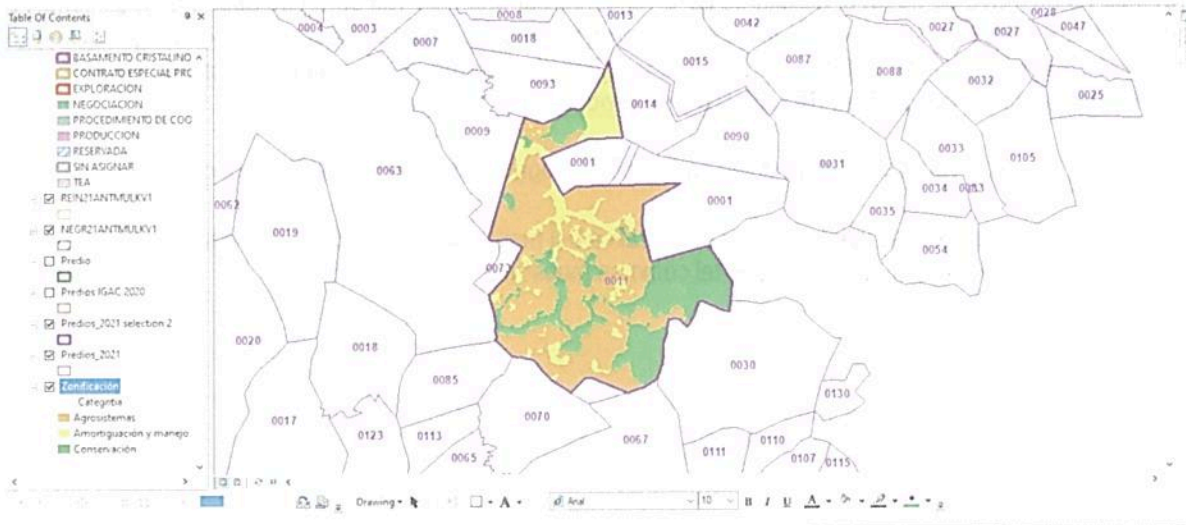 Table Of Contents
BASAMENTO CRISTALINO
CONTRATO ESPECIAL PRC
EXPLORACION
NEGOCIACION
PROCEDIMIENTO DE COO
PRODUCCION
RESERVADA
SIN ASIGNAR
TEA
REIN21ANTMULKV1
NEGR21ANTMULKV1
Predio
Predios IGAC 2020
Predios_2021 selection 2
Predios_2021
Zonificación
Categoria
Agrosistemas
Amortiguación y manejo
Conservación
0004
0003
0007
0008
0018
0013
0042
0027
0027
0028
0047
0093
0015
0087
0088
0032
0025
0009
0014
0090
0063
0001
0031
0033
0105
0062
0019
0001
0034
0083
0035
0054
0073
0011
0020
0018
0085
0030
0130
0017
0123
0113
0065
0070
0067
0111
0110
0107
0115
Drawing
A
Arial
10
B I U A